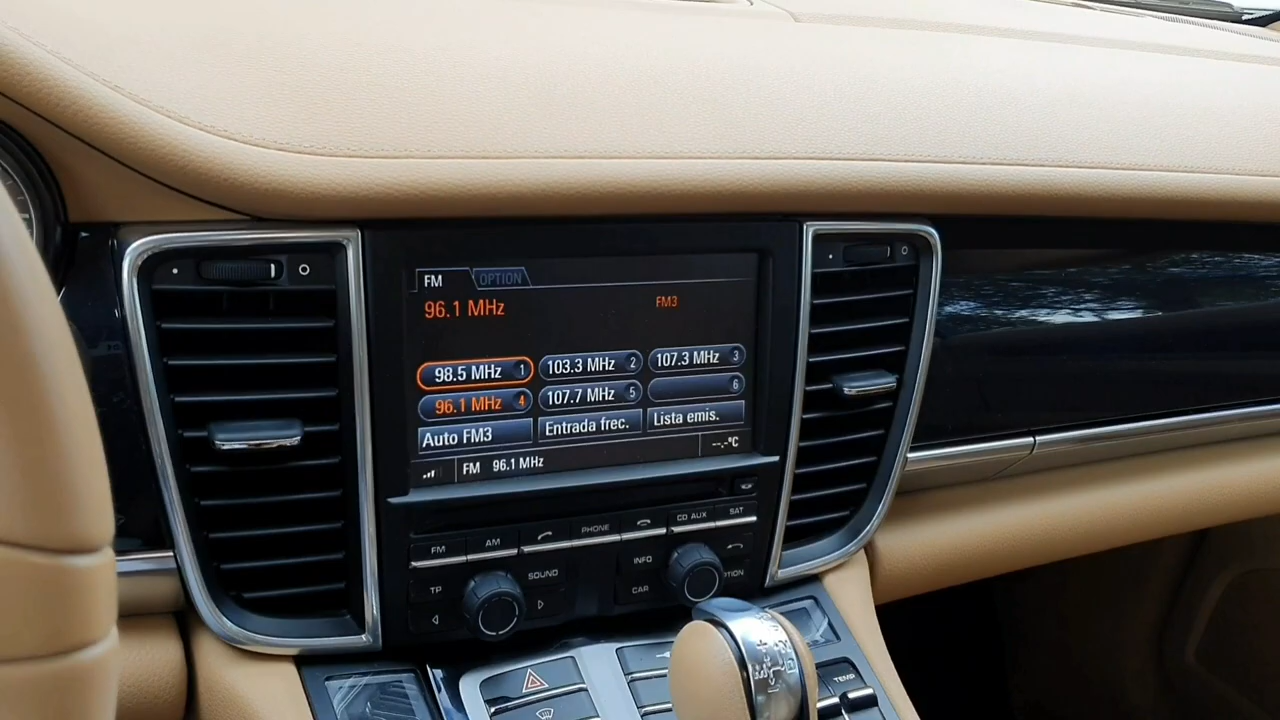 FM OPTION
96.1 MHz FM3
98.5 MHz 1 103.3 MHz 2 107.3 MHz 3
96.1 MHz 4 107.7 MHz 5 6
Auto FM3 Entrada frec. Lista emis.
FM 96.1 MHz --,-°C
FM AM PHONE CD AUX SAT
TP SOUND INFO
CAR TION
TEMP